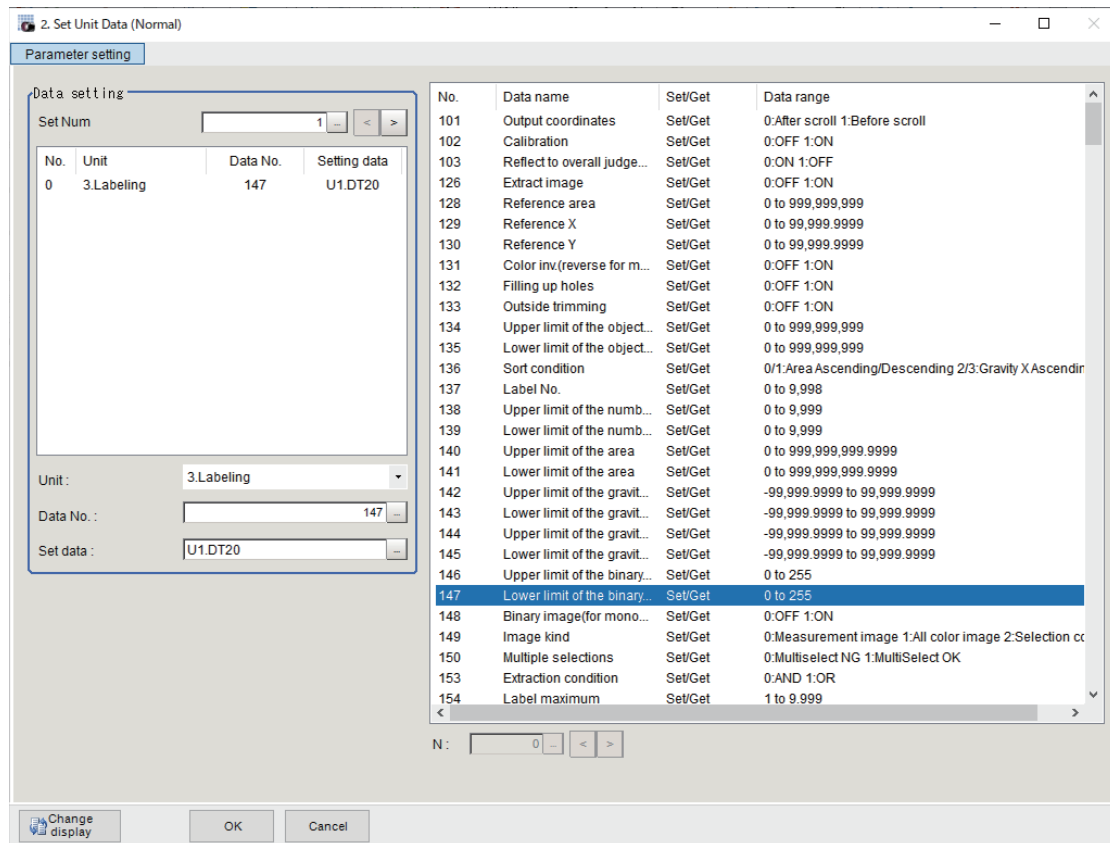 2. Set Unit Data (Normal)
Parameter setting
Data setting
Set Num 1 ... < >
No. Unit Data No. Setting data
0 3.Labeling 147 U1.DT20
Unit : 3.Labeling
Data No. : 147 ...
Set data : U1.DT20 ...
No. Data name Set/Get Data range
101 Output coordinates Set/Get 0:After scroll 1:Before scroll
102 Calibration Set/Get 0:OFF 1:ON
103 Reflect to overall judge... Set/Get 0:ON 1:OFF
126 Extract image Set/Get 0:OFF 1:ON
128 Reference area Set/Get 0 to 999,999,999
129 Reference X Set/Get 0 to 99,999.9999
130 Reference Y Set/Get 0 to 99,999.9999
131 Color inv.(reverse for m... Set/Get 0:OFF 1:ON
132 Filling up holes Set/Get 0:OFF 1:ON
133 Outside trimming Set/Get 0:OFF 1:ON
134 Upper limit of the object... Set/Get 0 to 999,999,999
135 Lower limit of the object... Set/Get 0 to 999,999,999
136 Sort condition Set/Get 0/1:Area Ascending/Descending 2/3:Gravity X Ascendin
137 Label No. Set/Get 0 to 9,998
138 Upper limit of the numb... Set/Get 0 to 9,999
139 Lower limit of the numb... Set/Get 0 to 9,999
140 Upper limit of the area Set/Get 0 to 999,999,999.9999
141 Lower limit of the area Set/Get 0 to 999,999,999.9999
142 Upper limit of the gravit... Set/Get -99,999.9999 to 99,999.9999
143 Lower limit of the gravit... Set/Get -99,999.9999 to 99,999.9999
144 Upper limit of the gravit... Set/Get -99,999.9999 to 99,999.9999
145 Lower limit of the gravit... Set/Get -99,999.9999 to 99,999.9999
146 Upper limit of the binary... Set/Get 0 to 255
147 Lower limit of the binary... Set/Get 0 to 255
148 Binary image(for mono... Set/Get 0:OFF 1:ON
149 Image kind Set/Get 0:Measurement image 1:All color image 2:Selection co
150 Multiple selections Set/Get 0:Multiselect NG 1:MultiSelect OK
153 Extraction condition Set/Get 0:AND 1:OR
154 Label maximum Set/Get 1 to 9.999
N : 0 ... < >
Change
display
OK
Cancel